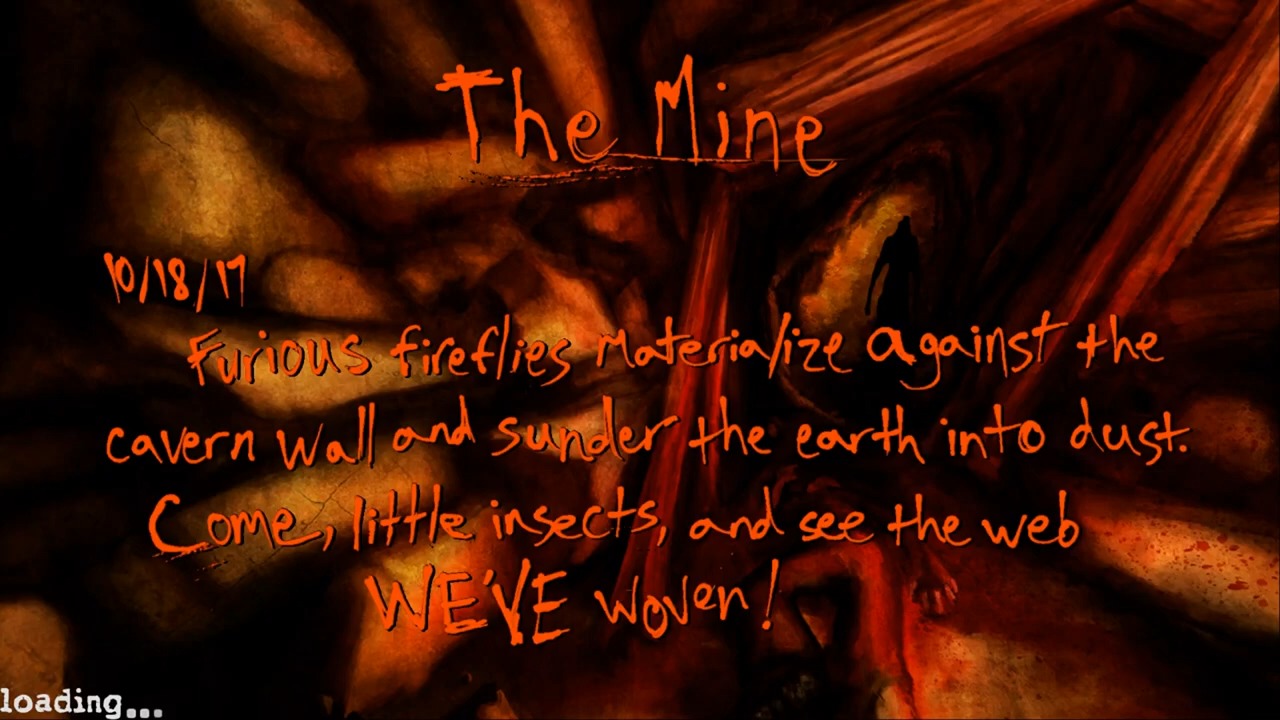 The Mine
10/18/17
Furious fireflies materialize against the
cavern wall and sunder the earth into dust.
Come, little insects, and see the web
WE'VE woven!
loading...